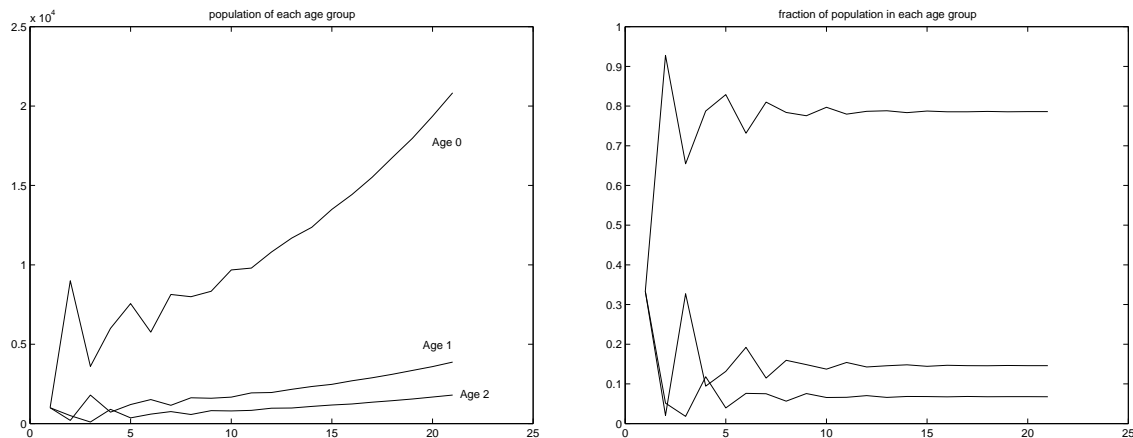 population of each age group
x 10^4
2.5
2
1.5
1
0.5
0
0 5 10 15 20 25
Age 0
Age 1
Age 2
fraction of population in each age group
1
0.9
0.8
0.7
0.6
0.5
0.4
0.3
0.2
0.1
0
0 5 10 15 20 25